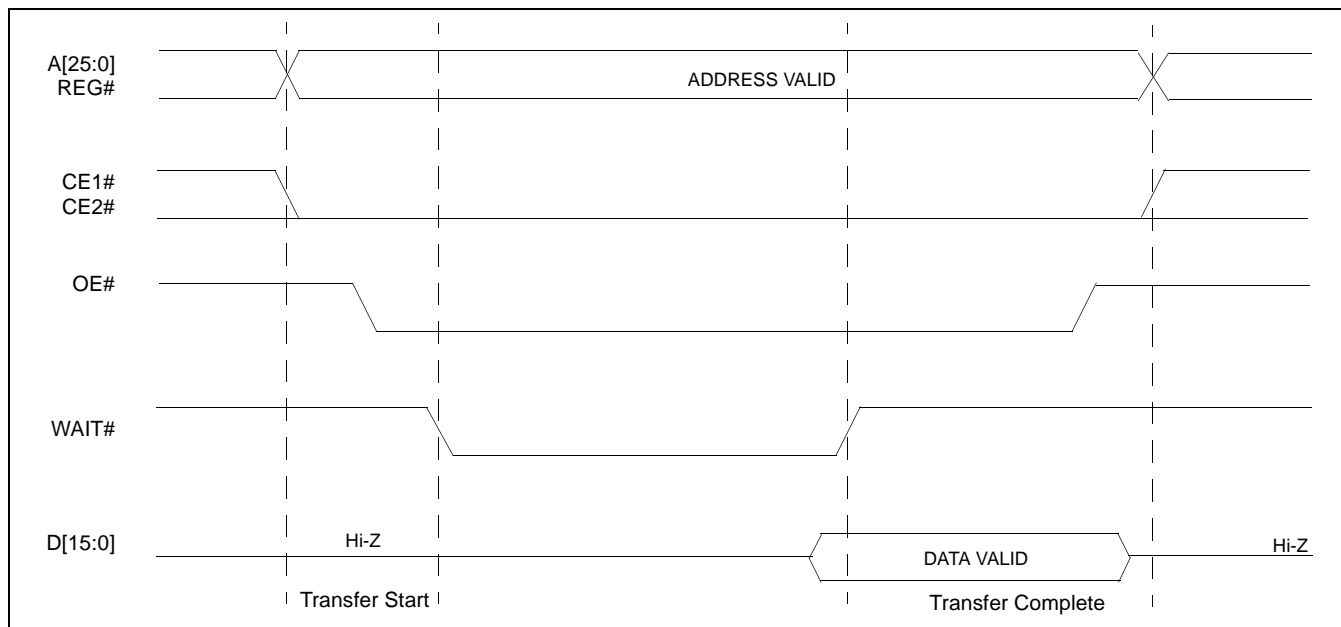 A[25:0]
REG#
ADDRESS VALID
CE1#
CE2#
OE#
WAIT#
D[15:0]
Hi-Z
DATA VALID
Hi-Z
Transfer Start
Transfer Complete